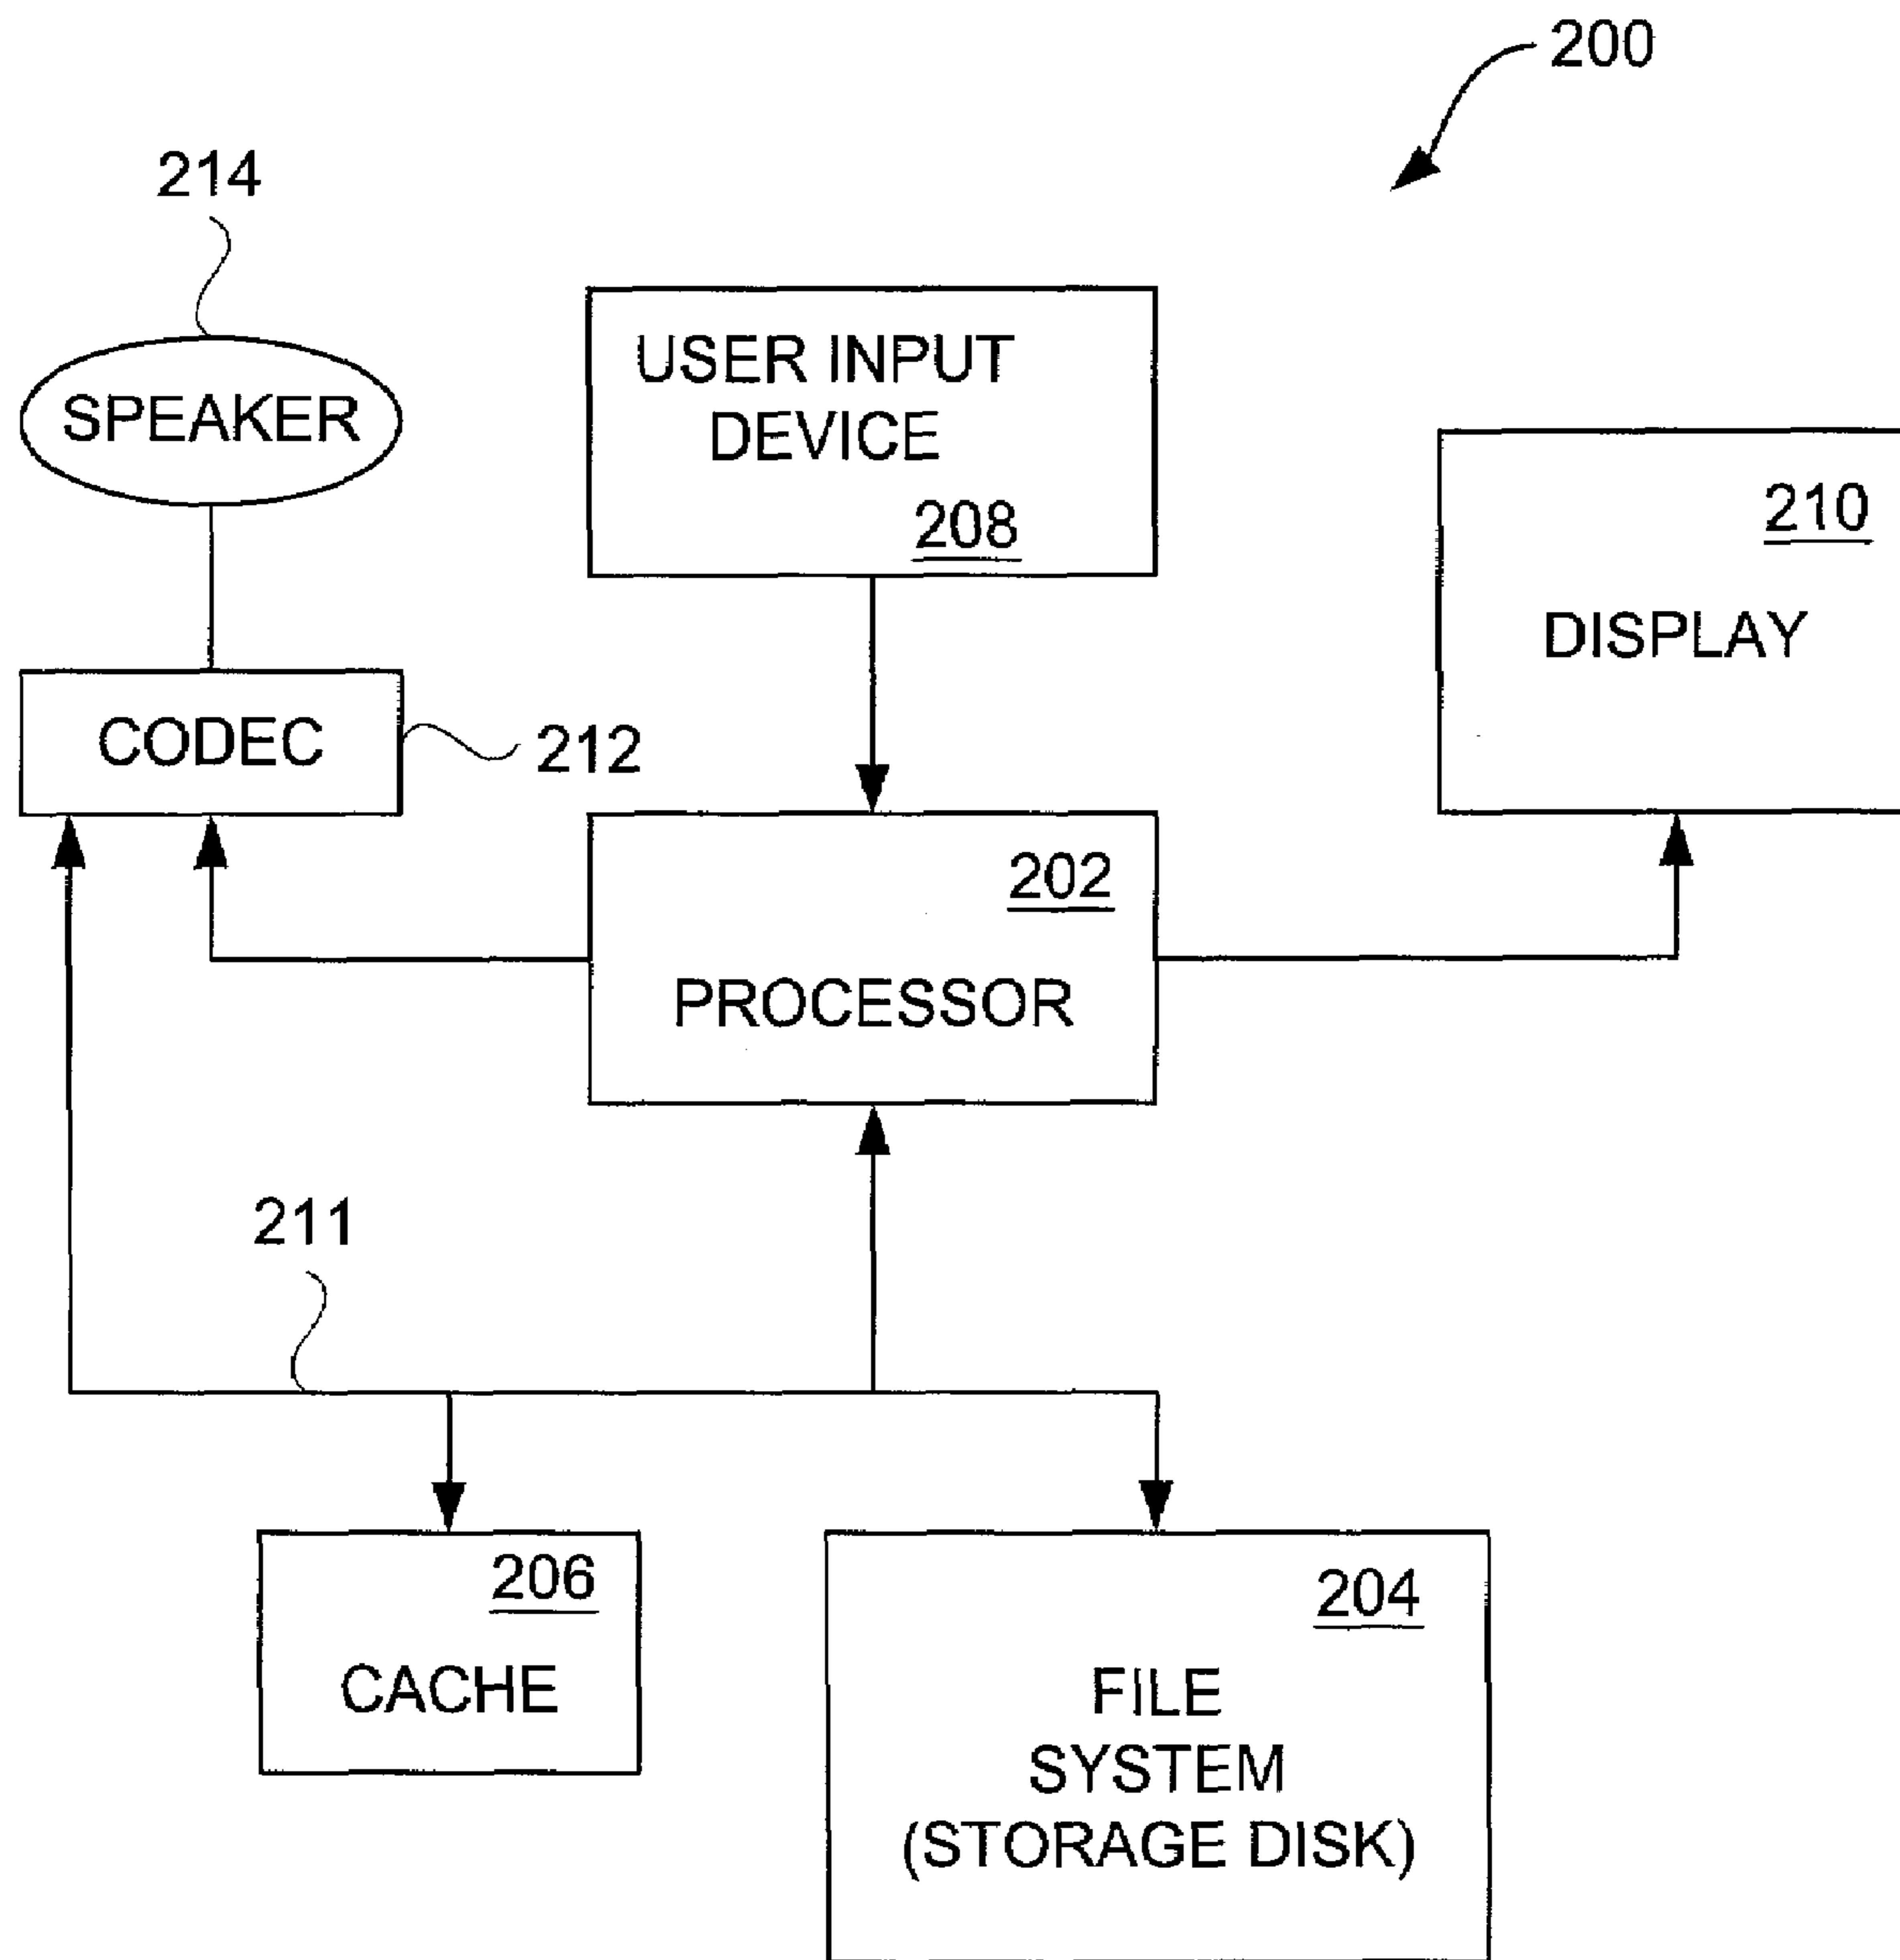 200
214
SPEAKER
USER INPUT
DEVICE
208
210
DISPLAY
CODEC
212
202
PROCESSOR
211
206
CACHE
204
FILE
SYSTEM
(STORAGE DISK)